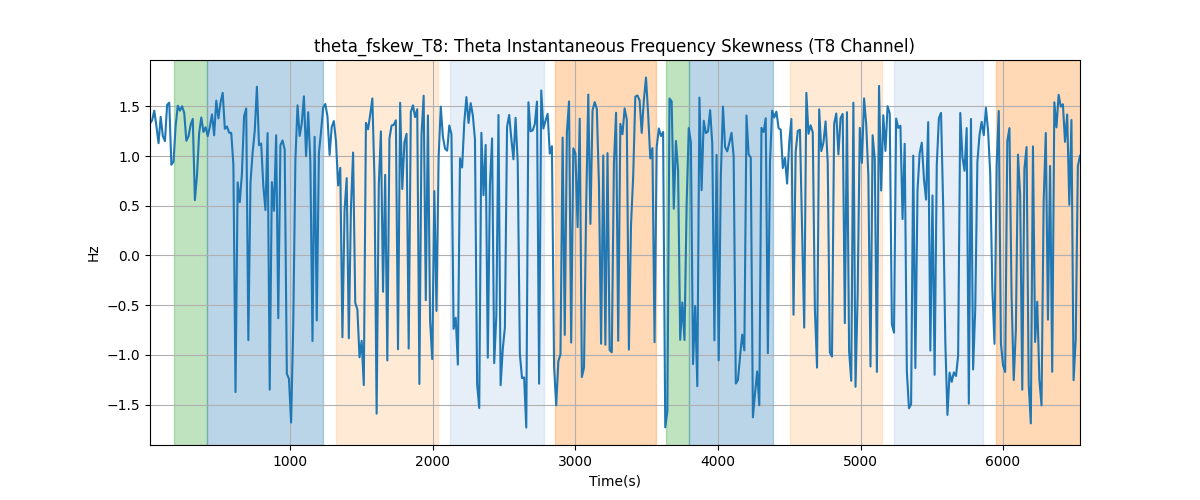 theta_fskew_T8: Theta Instantaneous Frequency Skewness (T8 Channel)
1.5
1.0
0.5
0.0
−0.5
−1.0
−1.5
Hz
1000 2000 3000 4000 5000 6000
Time(s)